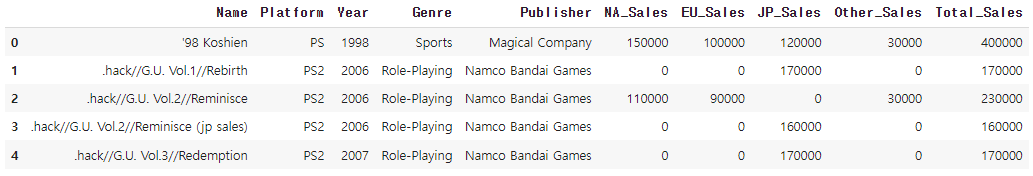 Name Platform Year Genre Publisher NA_Sales EU_Sales JP_Sales Other_Sales Total_Sales
0 '98 Koshien PS 1998 Sports Magical Company 150000 100000 120000 30000 400000
1 .hack//G.U. Vol.1//Rebirth PS2 2006 Role-Playing Namco Bandai Games 0 0 170000 0 170000
2 .hack//G.U. Vol.2//Reminisce PS2 2006 Role-Playing Namco Bandai Games 110000 90000 0 30000 230000
3 .hack//G.U. Vol.2//Reminisce (jp sales) PS2 2006 Role-Playing Namco Bandai Games 0 0 160000 0 160000
4 .hack//G.U. Vol.3//Redemption PS2 2007 Role-Playing Namco Bandai Games 0 0 170000 0 170000